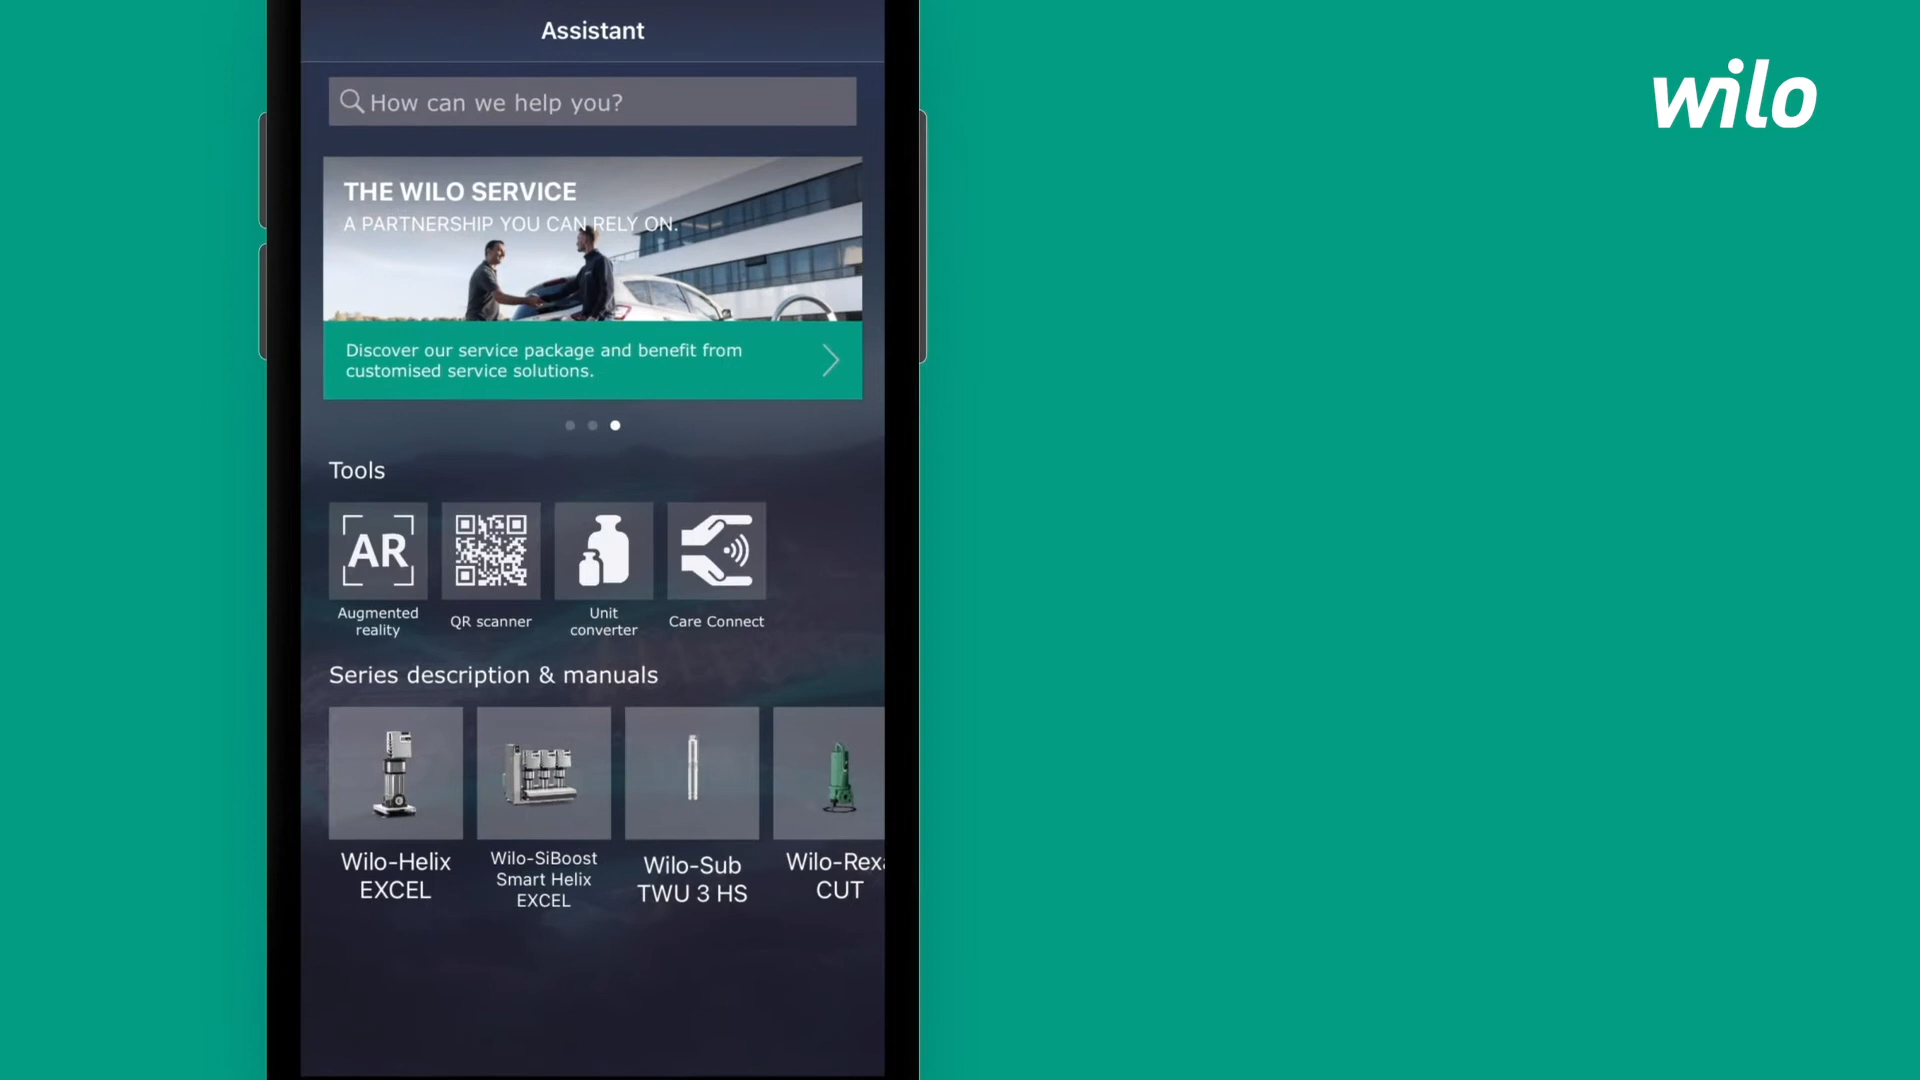 Assistant
wilo
How can we help you?
THE WILO SERVICE
A PARTNERSHIP YOU CAN RELY ON.
Discover our service package and benefit from
customised service solutions.
Tools
AR
Augmented
reality
QR scanner
Unit
converter
Care Connect
Series description & manuals
Wilo-Helix
EXCEL
Wilo-SiBoost
Smart Helix
EXCEL
Wilo-Sub
TWU 3 HS
Wilo-Rexa
CUT